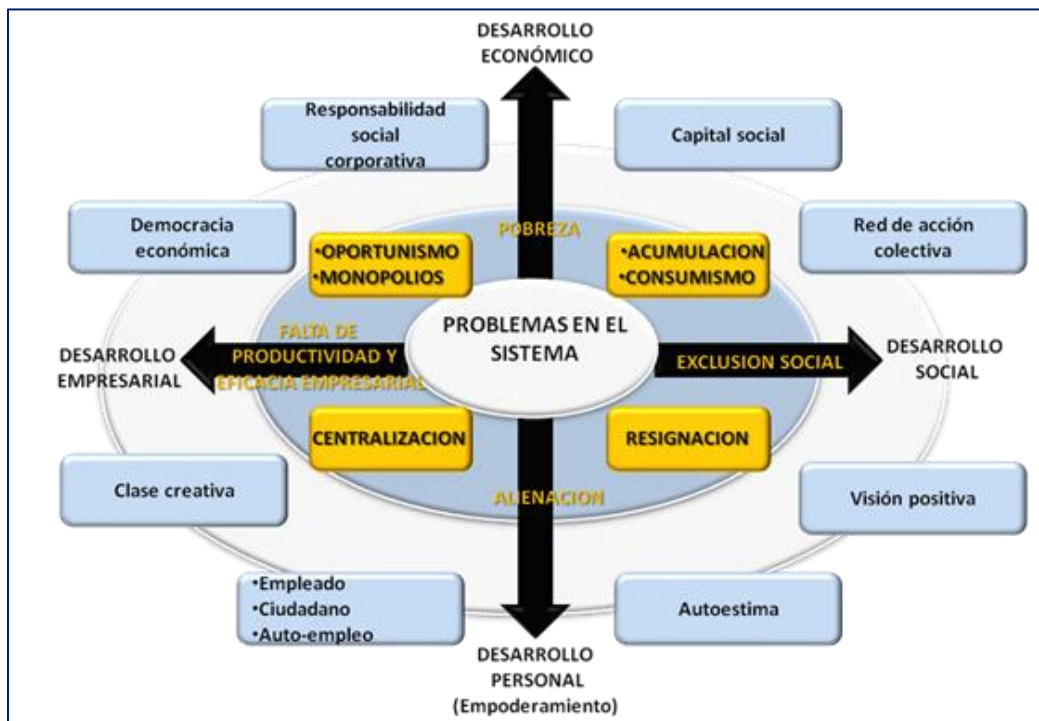 DESARROLLO
ECONÓMICO
Responsabilidad
social
corporativa
Capital social
Democracia
económica
Red de acción
colectiva
POBREZA
•OPORTUNISMO
•MONOPOLIOS
•ACUMULACION
•CONSUMISMO
PROBLEMAS EN EL
SISTEMA
DESARROLLO
EMPRESARIAL
FALTA DE
PRODUCTIVIDAD Y
EFICACIA EMPRESARIAL
EXCLUSION SOCIAL
DESARROLLO
SOCIAL
CENTRALIZACION
RESIGNACION
Clase creativa
ALIENACION
Visión positiva
•Empleado
•Ciudadano
•Auto-empleo
Autoestima
DESARROLLO
PERSONAL
(Empoderamiento)